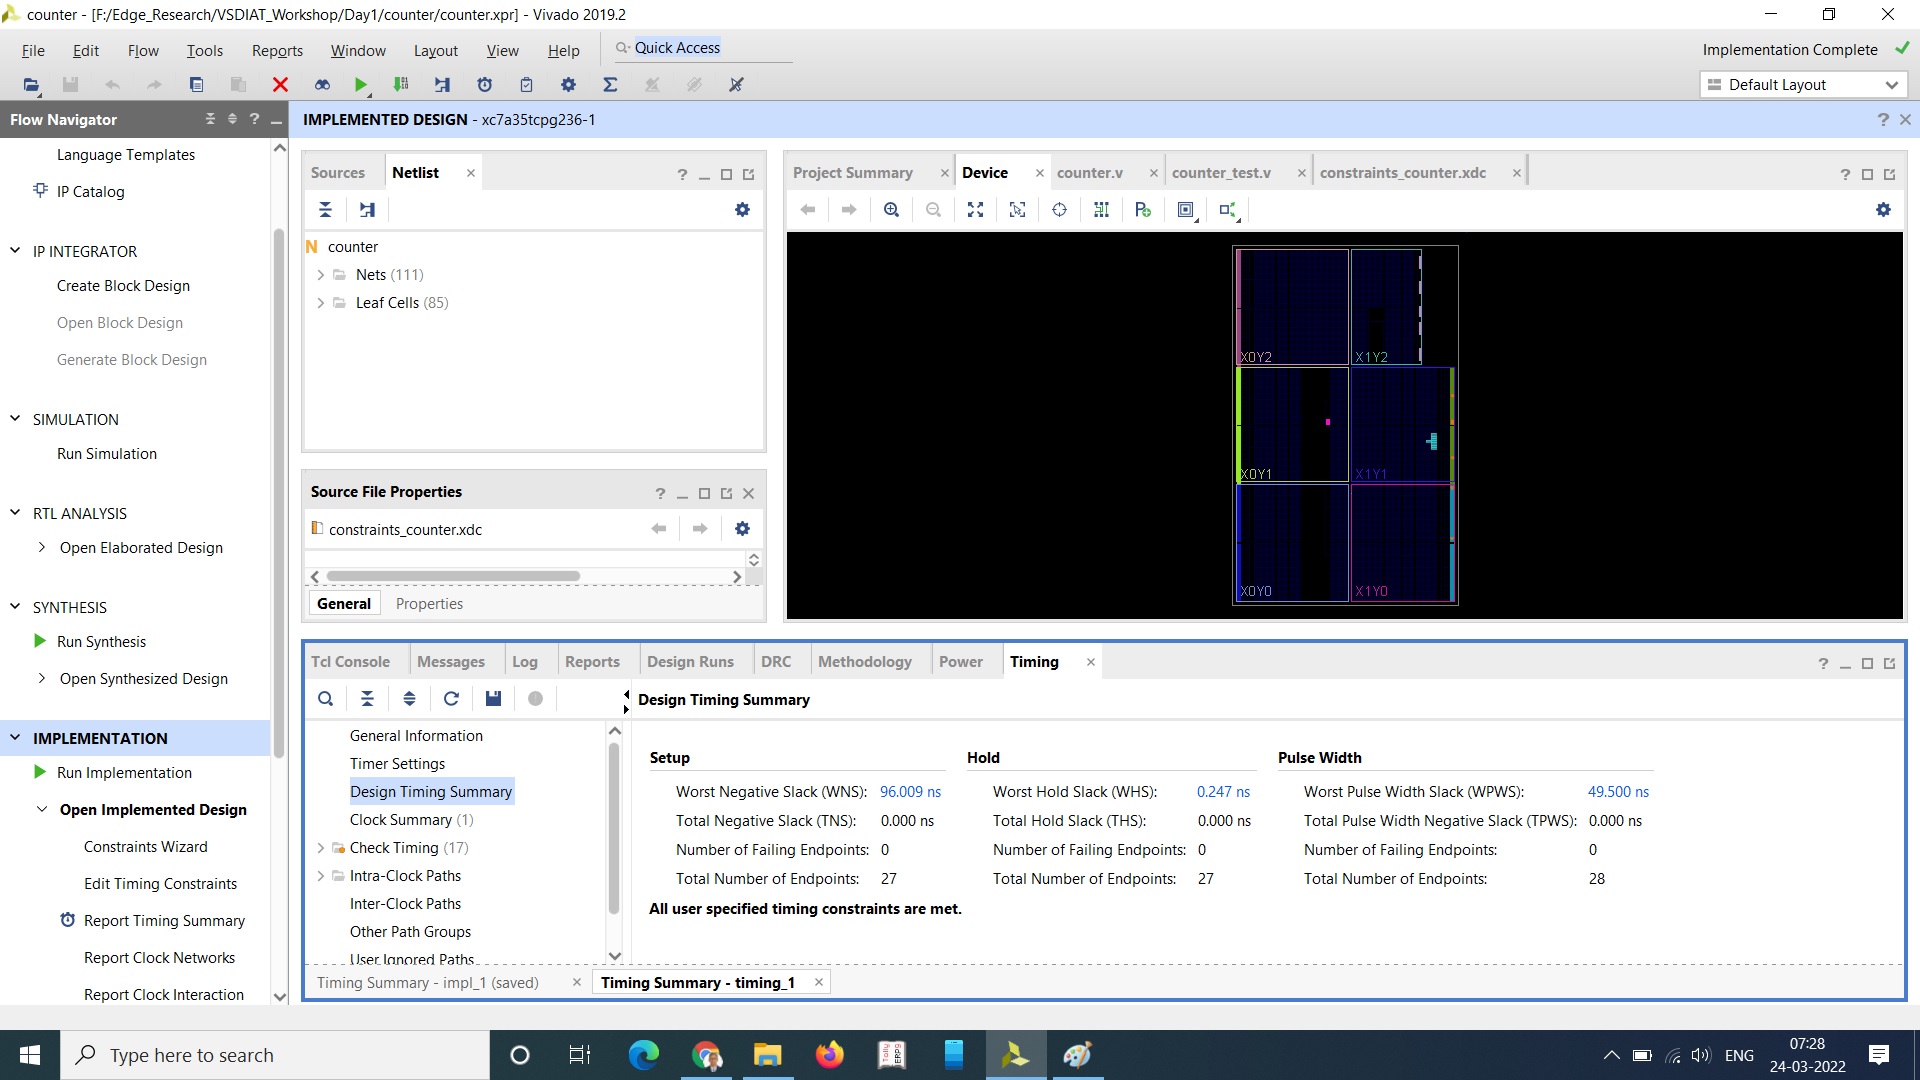 counter - [F:/Edge_Research/VSDIAT_Workshop/Day1/counter/counter.xpr] - Vivado 2019.2
File Edit Flow Tools Reports Window Layout View Help Quick Access
Implementation Complete
Default Layout
Flow Navigator
Language Templates
IP Catalog
IP INTEGRATOR
Create Block Design
Open Block Design
Generate Block Design
SIMULATION
Run Simulation
RTL ANALYSIS
Open Elaborated Design
SYNTHESIS
Run Synthesis
Open Synthesized Design
IMPLEMENTATION
Run Implementation
Open Implemented Design
Constraints Wizard
Edit Timing Constraints
Report Timing Summary
Report Clock Networks
Report Clock Interaction
IMPLEMENTED DESIGN - xc7a35tcpg236-1
Sources Netlist
N counter
Nets (111)
Leaf Cells (85)
Source File Properties
constraints_counter.xdc
General Properties
Project Summary Device counter.v counter_test.v constraints_counter.xdc
X0Y2 X1Y2
X0Y1 X1Y1
X0Y0 X1Y0
Tcl Console Messages Log Reports Design Runs DRC Methodology Power Timing
General Information
Timer Settings
Design Timing Summary
Clock Summary (1)
Check Timing (17)
Intra-Clock Paths
Inter-Clock Paths
Other Path Groups
User Ignored Paths
Design Timing Summary
Setup Hold Pulse Width
Worst Negative Slack (WNS): 96.009 ns Worst Hold Slack (WHS): 0.247 ns Worst Pulse Width Slack (WPWS): 49.500 ns
Total Negative Slack (TNS): 0.000 ns Total Hold Slack (THS): 0.000 ns Total Pulse Width Negative Slack (TPWS): 0.000 ns
Number of Failing Endpoints: 0 Number of Failing Endpoints: 0 Number of Failing Endpoints: 0
Total Number of Endpoints: 27 Total Number of Endpoints: 27 Total Number of Endpoints: 28
All user specified timing constraints are met.
Timing Summary - impl_1 (saved) Timing Summary - timing_1
Type here to search
Tally
ERP9
ENG
07:28
24-03-2022